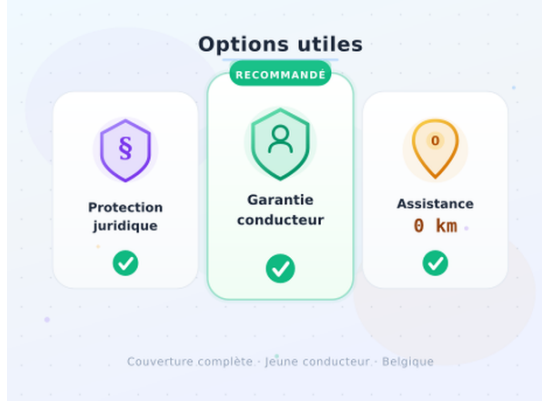 Options utiles
RECOMMANDÉ
§
Protection
juridique
Garantie
conducteur
0
Assistance
0 km
Couverture complète · Jeune conducteur · Belgique